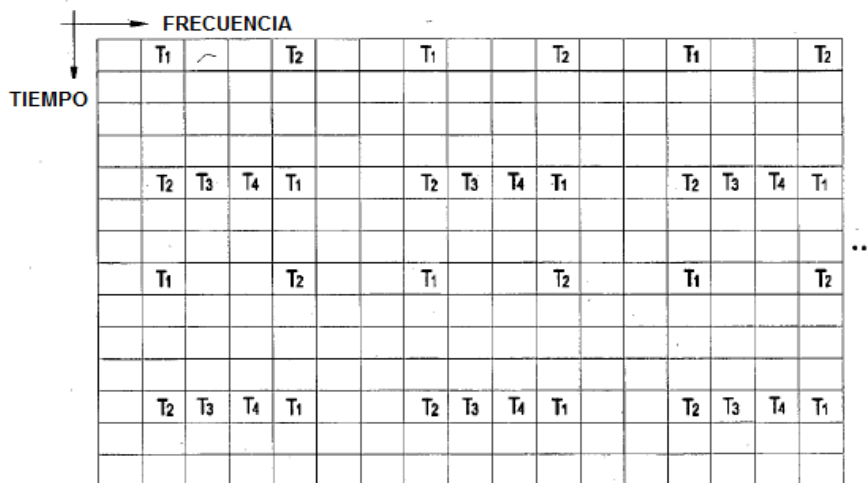 FRECUENCIA
T1 T2 T1 T2 T1 T2
TIEMPO
T2 T3 T4 T1 T2 T3 T4 T1 T2 T3 T4 T1
..
T1 T2 T1 T2 T1 T2
T2 T3 T4 T1 T2 T3 T4 T1 T2 T3 T4 T1